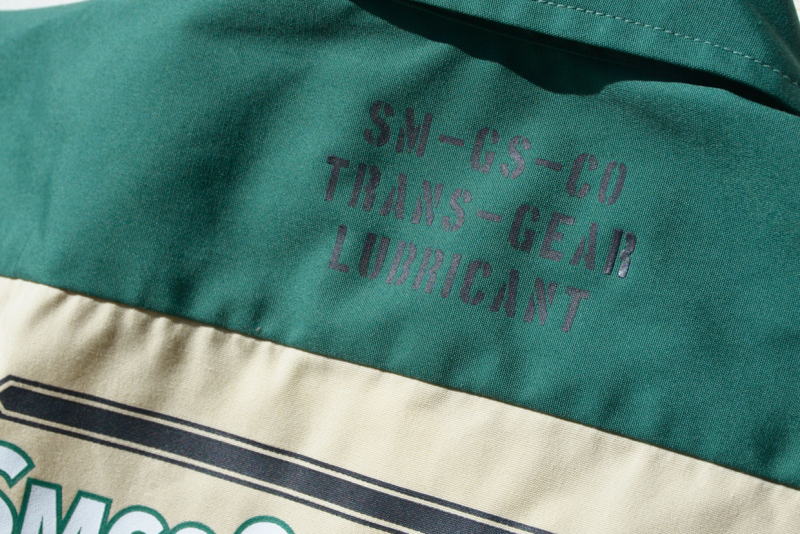 SM-GS-CO
TRANS-GEAR
LUBRICANT